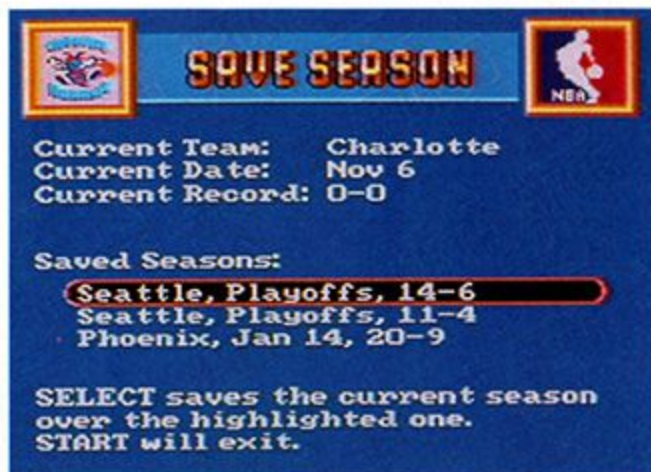 SAVE SEASON
NBA
Current Team: Charlotte
Current Date: Nov 6
Current Record: 0-0
Saved Seasons:
Seattle, Playoffs, 14-6
Seattle, Playoffs, 11-4
Phoenix, Jan 14, 20-9
SELECT saves the current season
over the highlighted one.
START will exit.